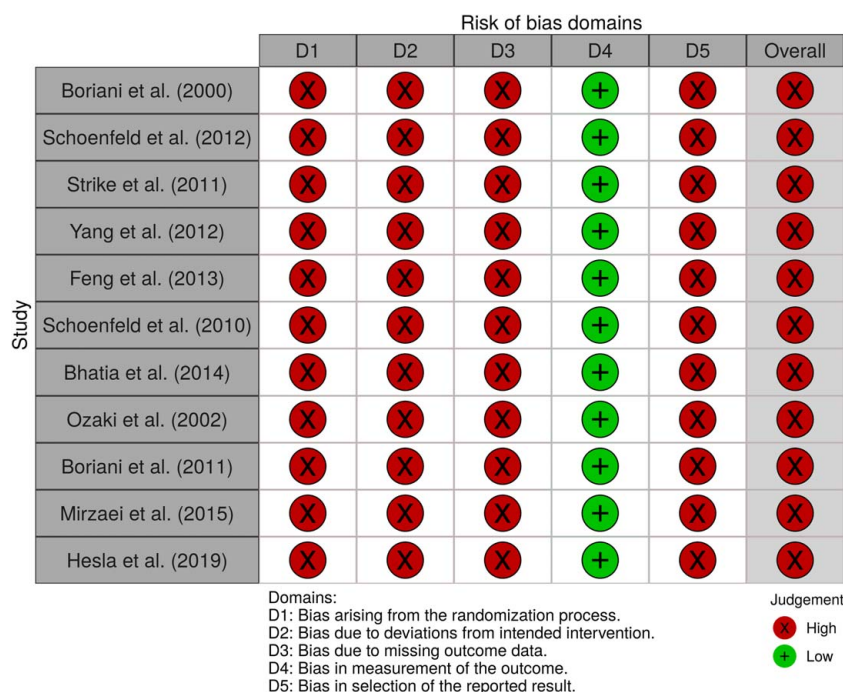 Risk of bias domains
D1 D2 D3 D4 D5 Overall
Study
Boriani et al. (2000) X X X + X X
Schoenfeld et al. (2012) X X X + X X
Strike et al. (2011) X X X + X X
Yang et al. (2012) X X X + X X
Feng et al. (2013) X X X + X X
Schoenfeld et al. (2010) X X X + X X
Bhatia et al. (2014) X X X + X X
Ozaki et al. (2002) X X X + X X
Boriani et al. (2011) X X X + X X
Mirzaei et al. (2015) X X X + X X
Hesla et al. (2019) X X X + X X
Domains:
D1: Bias arising from the randomization process.
D2: Bias due to deviations from intended intervention.
D3: Bias due to missing outcome data.
D4: Bias in measurement of the outcome.
D5: Bias in selection of the reported result.
Judgement
X High
+ Low